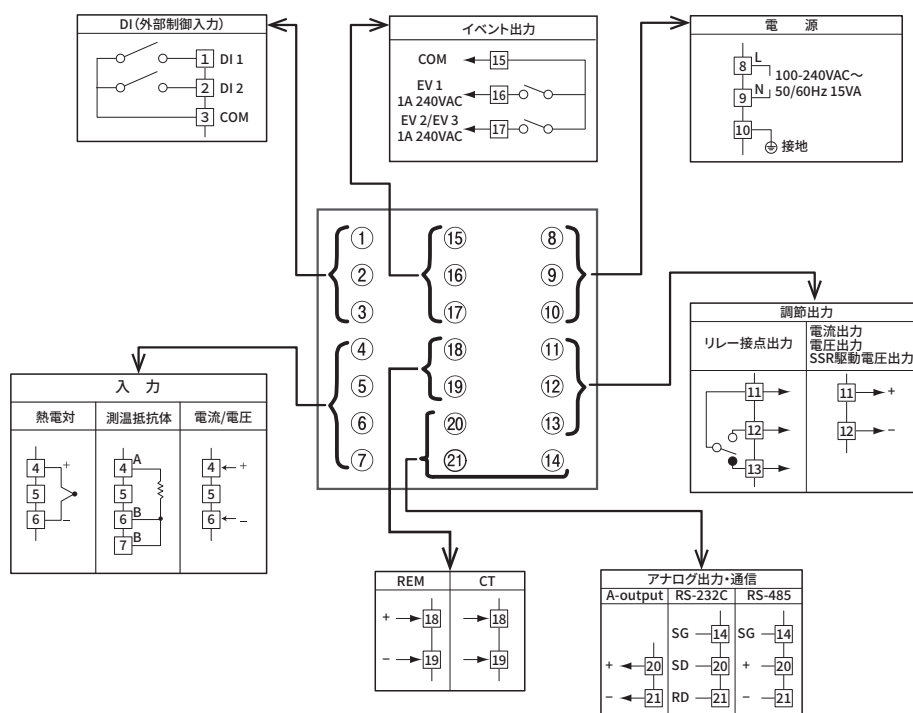 DI(外部制御入力)
1 DI 1
2 DI 2
3 COM
イベント出力
COM 15
EV 1
1A 240VAC 16
EV 2/EV 3
1A 240VAC 17
電 源
8 L
100-240VAC～
9 N
50/60Hz 15VA
10
接地
① ⑮ ⑧
② ⑯ ⑨
③ ⑰ ⑩
④ ⑱ ⑪
⑤ ⑲ ⑫
⑥ ⑳ ⑬
⑦ ㉑ ⑭
入 力
熱電対 測温抵抗体 電流/電圧
4 + 4 A 4 +
5 5 5
6 − 6 B 6 −
7 B
調節出力
リレー接点出力
電流出力
電圧出力
SSR駆動電圧出力
11 11 +
12 12 −
13
REM CT
+ 18 18
− 19 19
アナログ出力・通信
A-output RS-232C RS-485
SG 14 SG 14
+ 20 SD 20 + 20
− 21 RD 21 − 21